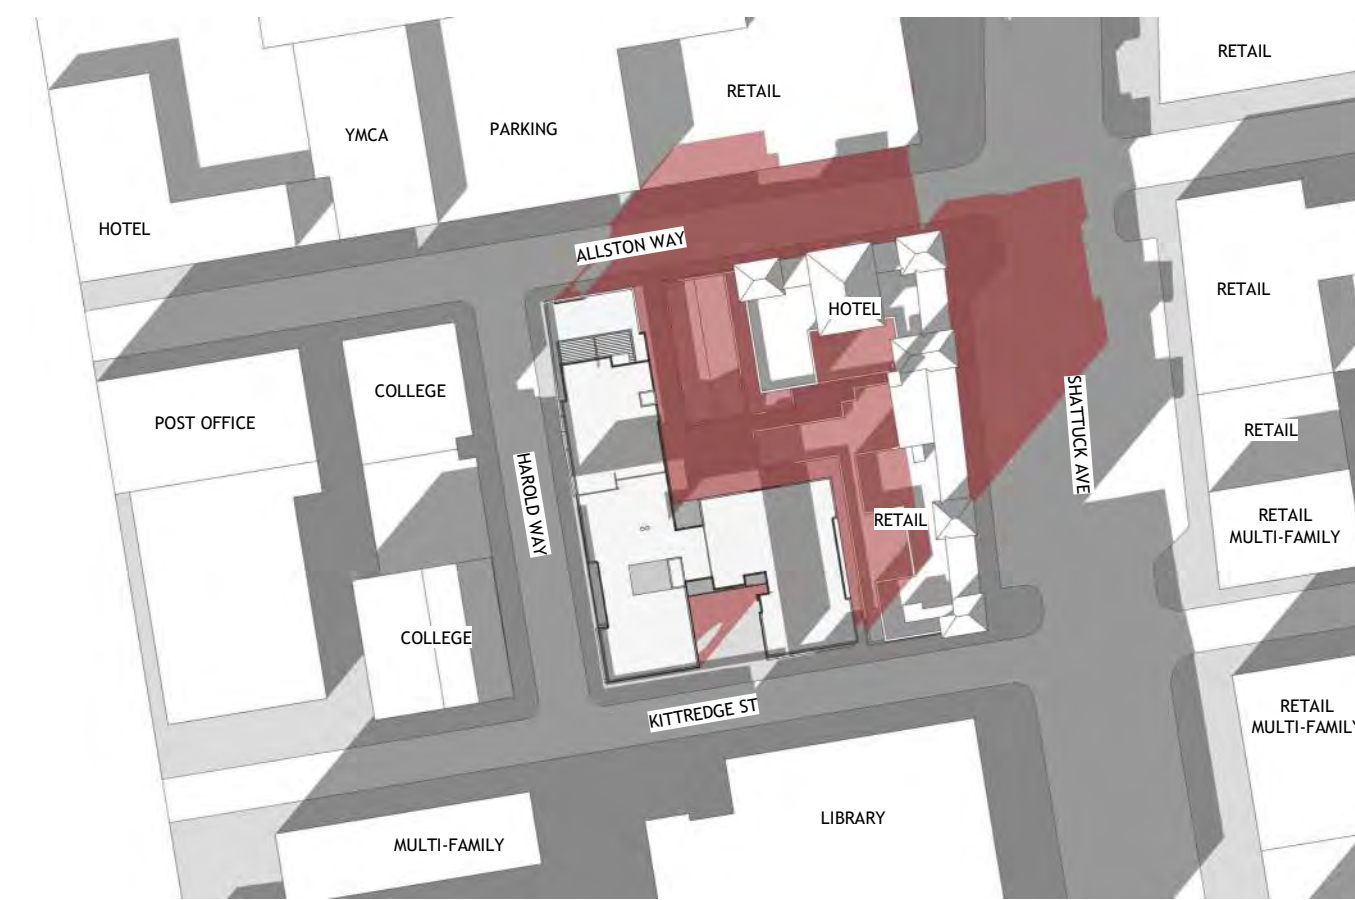 RETAIL
RETAIL
YMCA
PARKING
HOTEL
ALLSTON WAY
RETAIL
HOTEL
COLLEGE
POST OFFICE
SHATTUCK AVE
RETAIL
HAROLD WAY
RETAIL
RETAIL
MULTI-FAMILY
COLLEGE
KITTREDGE ST
RETAIL
MULTI-FAMILY
LIBRARY
MULTI-FAMILY